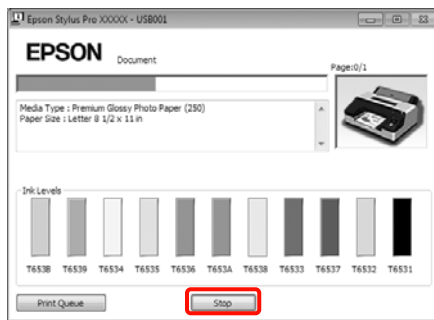 Epson Stylus Pro XXXXX - USB001
EPSON
Document
Page:0/1
Media Type : Premium Glossy Photo Paper (250)
Paper Size : Letter 8 1/2 x 11 in
Ink Levels
T653B T6539 T6534 T6535 T6536 T653A T6538 T6533 T6537 T6532 T6531
Print Queue Stop